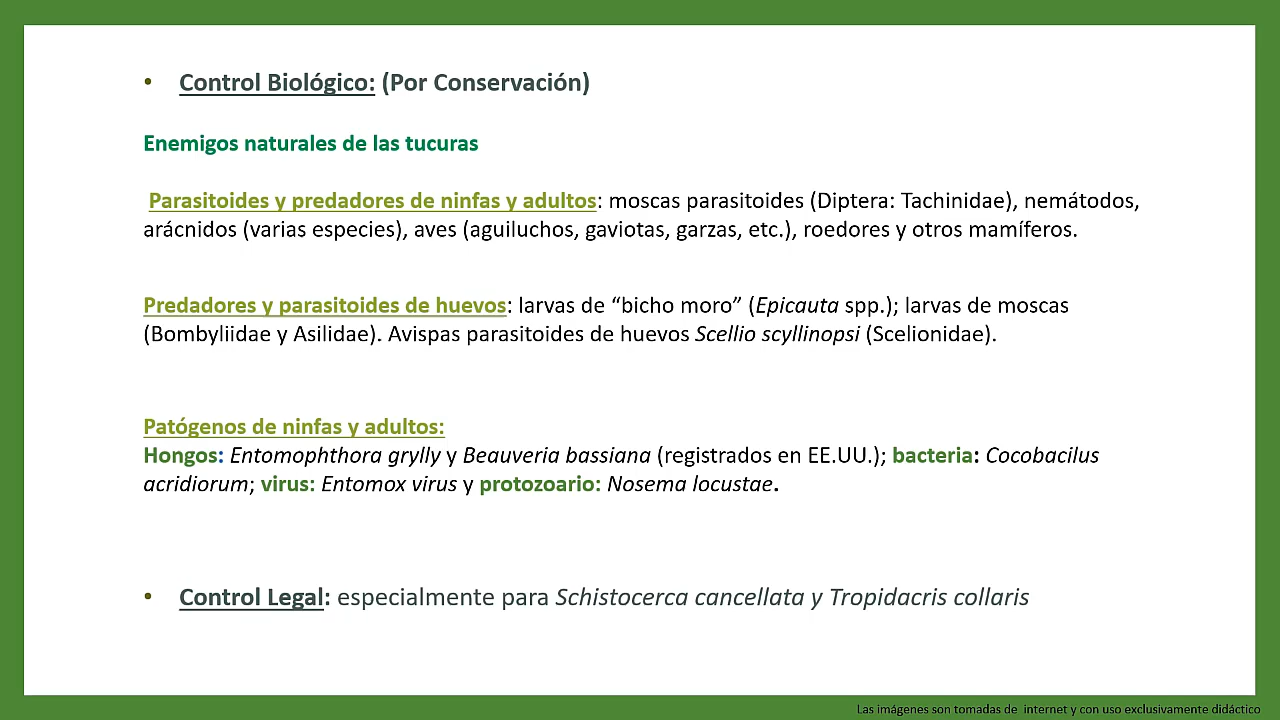 • Control Biológico: (Por Conservación)
Enemigos naturales de las tucuras
Parasitoides y predadores de ninfas y adultos: moscas parasitoides (Diptera: Tachinidae), nemátodos,
arácnidos (varias especies), aves (aguiluchos, gaviotas, garzas, etc.), roedores y otros mamíferos.
Predadores y parasitoides de huevos: larvas de “bicho moro” (Epicauta spp.); larvas de moscas
(Bombyliidae y Asilidae). Avispas parasitoides de huevos Scellio scyllinopsi (Scelionidae).
Patógenos de ninfas y adultos:
Hongos: Entomophthora grylly y Beauveria bassiana (registrados en EE.UU.); bacteria: Cocobacilus
acridiorum; virus: Entomox virus y protozoario: Nosema locustae.
• Control Legal: especialmente para Schistocerca cancellata y Tropidacris collaris
Las imágenes son tomadas de internet y con uso exclusivamente didáctico